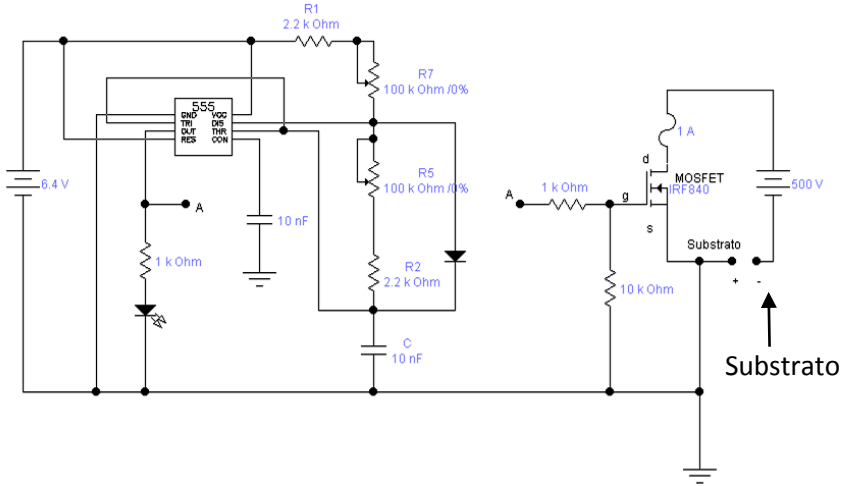 R1
2.2 k Ohm
R7
100 k Ohm /0%
555
GND VCC
TRI DIS
OUT THR
RES CON
1 A
6.4 V
R5
100 k Ohm /0%
d
MOSFET
IRF840
500 V
A
10 nF
A
1 k Ohm
g
s
1 k Ohm
R2
2.2 k Ohm
Substrato
+ -
10 k Ohm
C
10 nF
Substrato